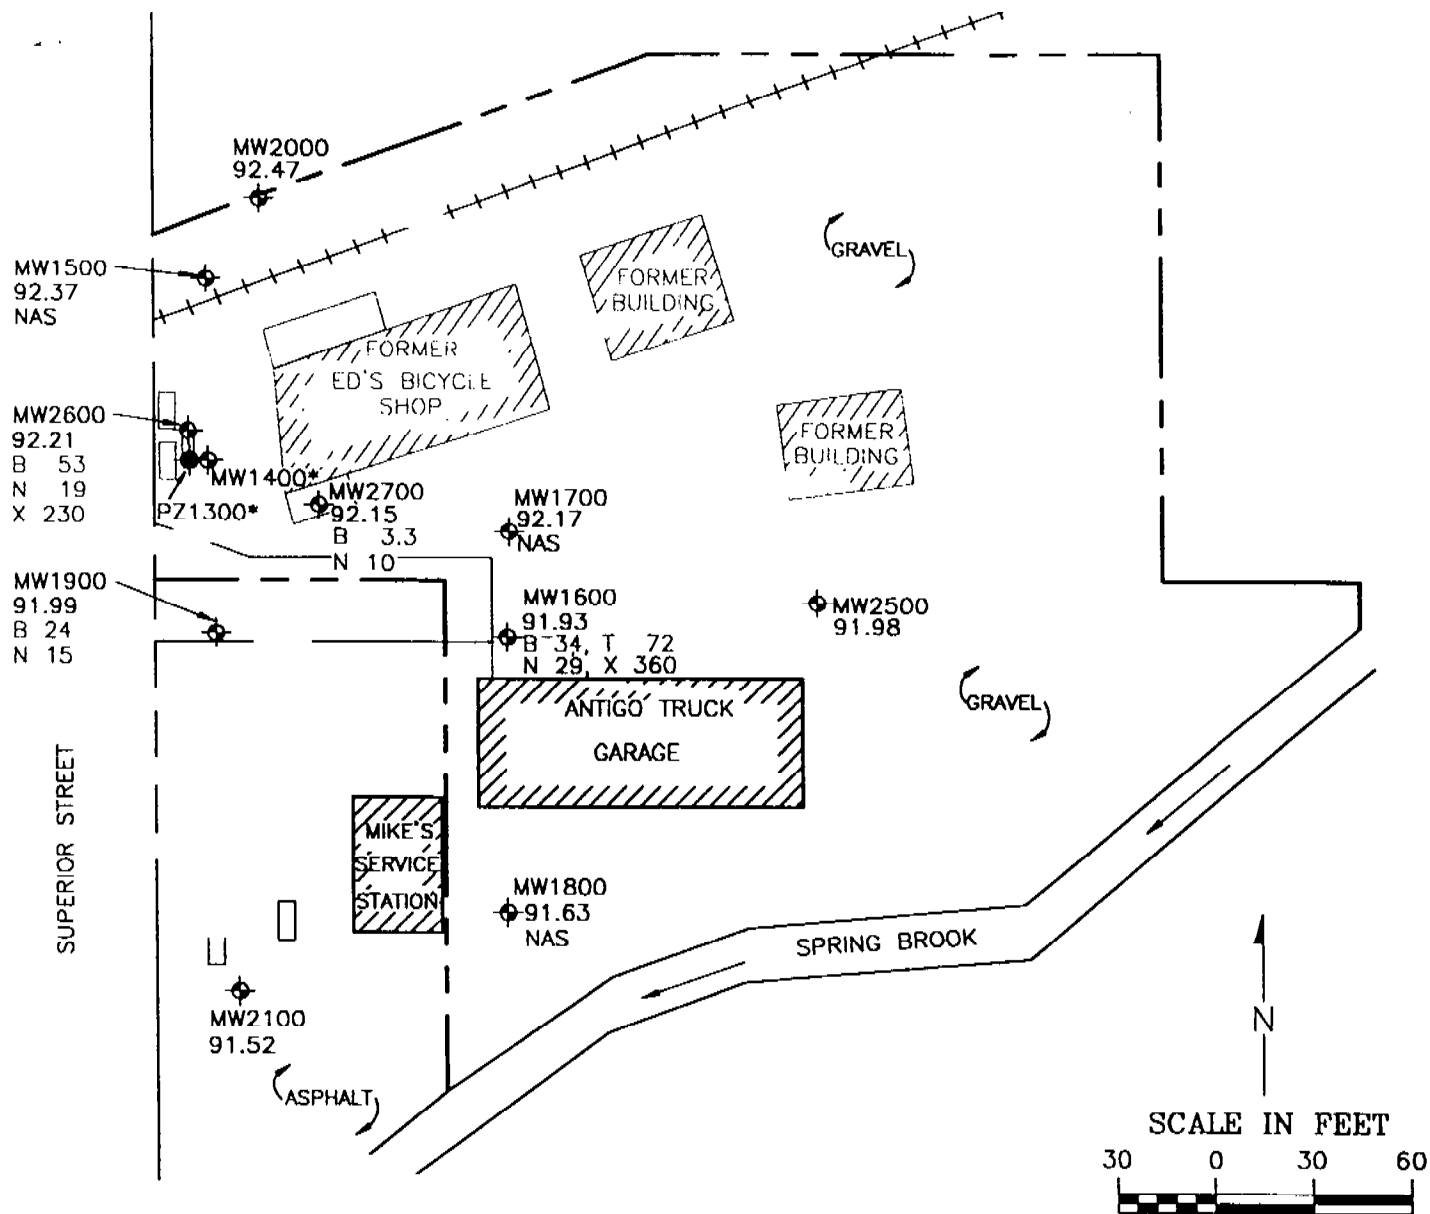 MW2000
92.47
MW1500
92.37
NAS
GRAVEL
FORMER
BUILDING
FORMER
ED'S BICYCLE
SHOP
MW2600
92.21
B 53
N 19
X 230
MW1400*
PZ1300*
MW2700
92.15
B 3.3
N 10
MW1700
92.17
NAS
FORMER
BUILDING
MW1900
91.99
B 24
N 15
MW1600
91.93
B 34, T 72
N 29, X 360
MW2500
91.98
GRAVEL
ANTIGO TRUCK
GARAGE
SUPERIOR STREET
MIKE'S
SERVICE
STATION
MW1800
91.63
NAS
SPRING BROOK
MW2100
91.52
ASPHALT
N
SCALE IN FEET
30 0 30 60